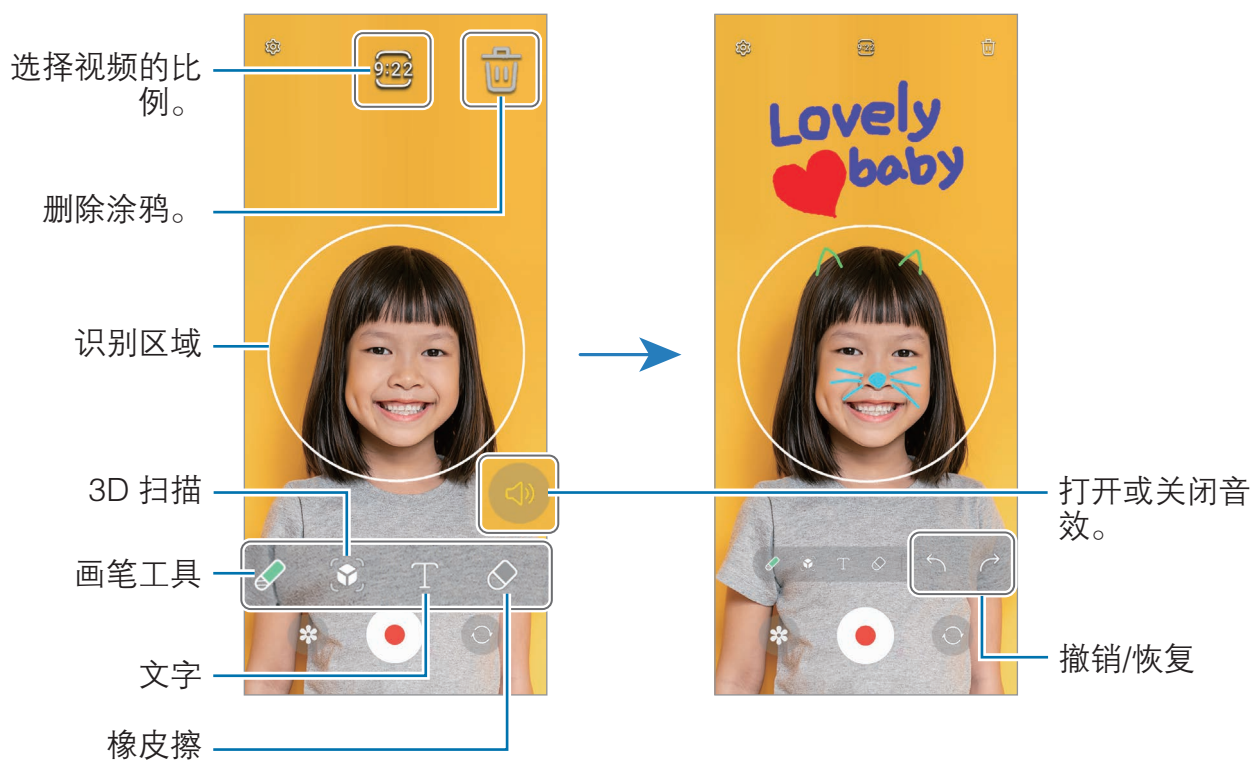 选择视频的比
例。
9:22
删除涂鸦。
识别区域
3D 扫描
画笔工具
T
文字
橡皮擦
9:22
Lovely
baby
打开或关闭音
效。
T
撤销/恢复